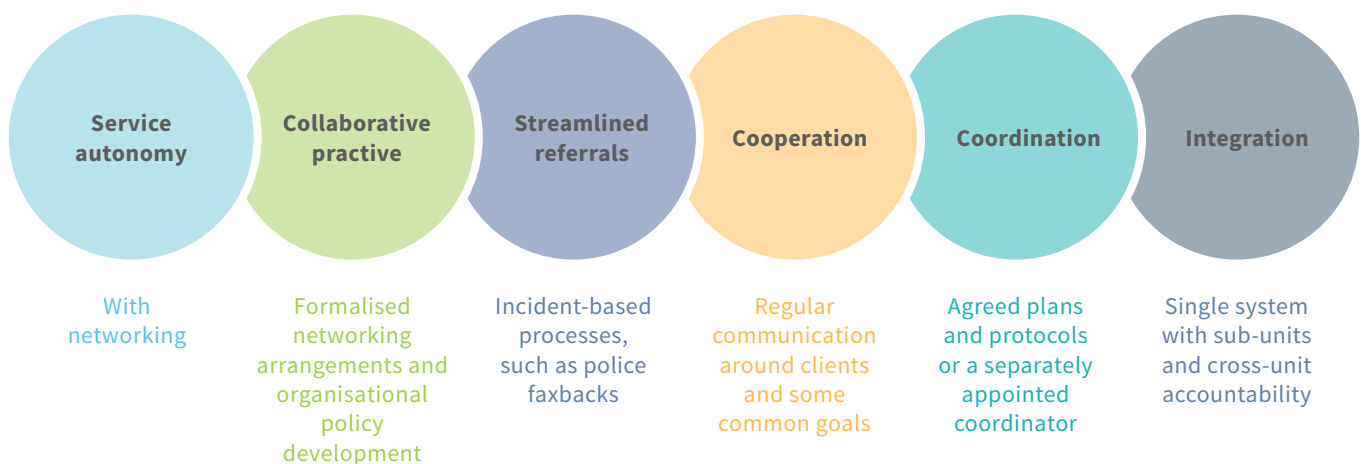 Service
autonomy
Collaborative
practive
Streamlined
referrals
Cooperation
Coordination
Integration
With
networking
Formalised
networking
arrangements and
organisational
policy
development
Incident-based
processes,
such as police
faxbacks
Regular
communication
around clients
and some
common goals
Agreed plans
and protocols
or a separately
appointed
coordinator
Single system
with sub-units
and cross-unit
accountability